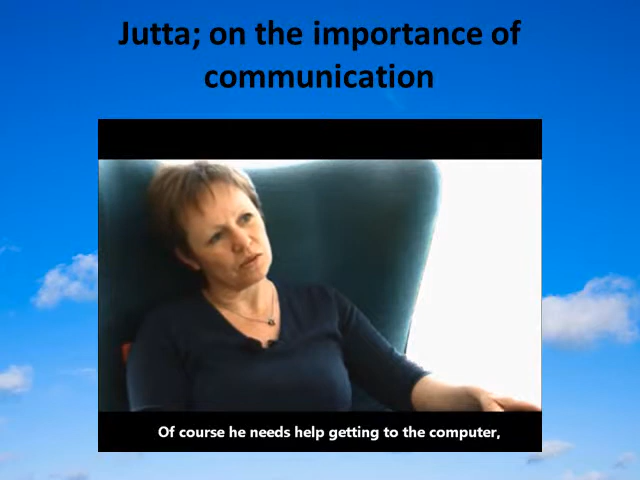 Jutta; on the importance of
communication
Of course he needs help getting to the computer,